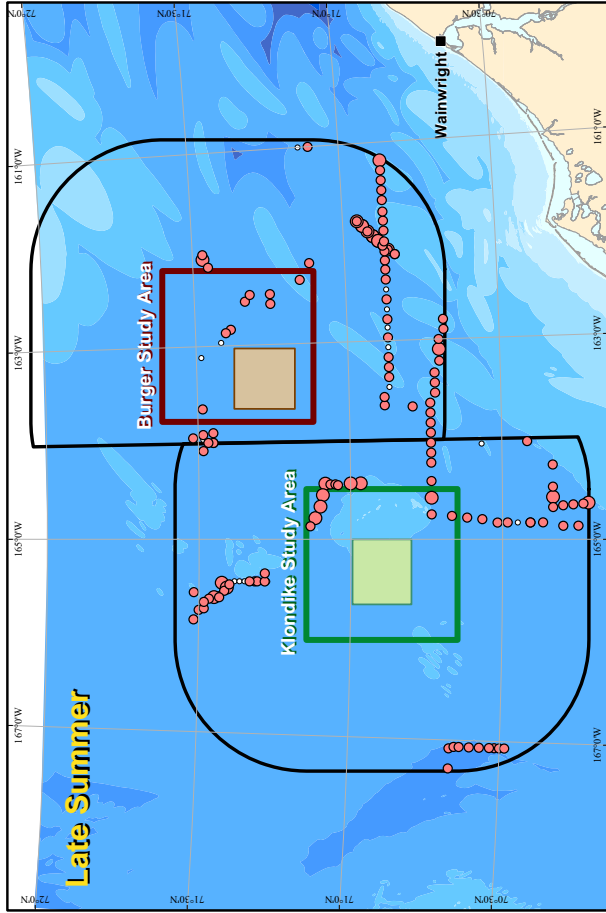 Late Summer
Burger Study Area
Klondike Study Area
Wainwright
72°0'N
71°30'N
71°0'N
70°30'N
72°0'N
71°30'N
71°0'N
70°30'N
161°0'W
163°0'W
165°0'W
167°0'W
161°0'W
163°0'W
165°0'W
167°0'W